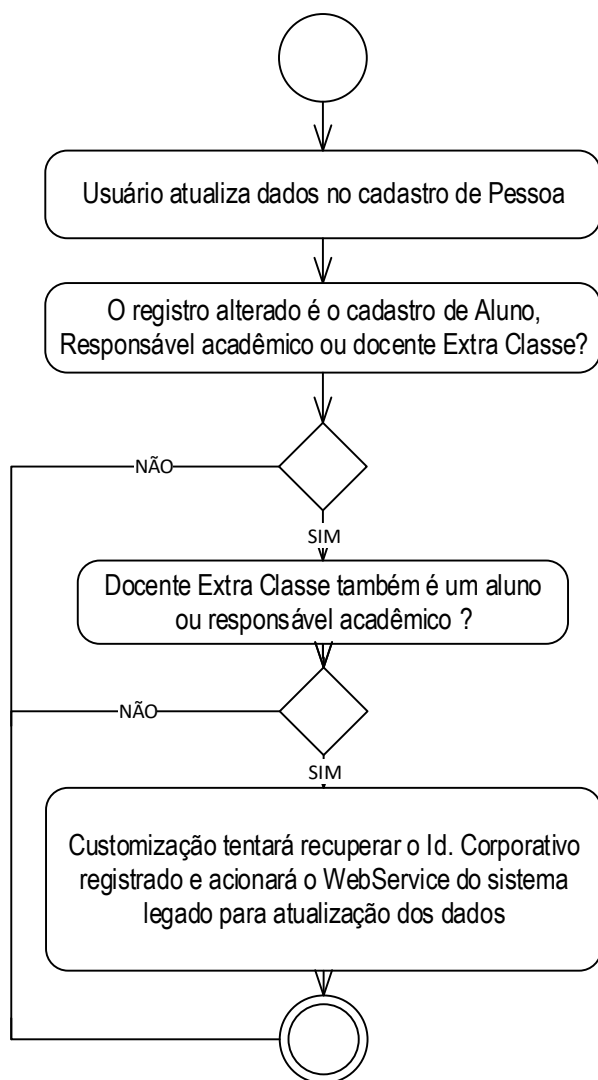 Usuário atualiza dados no cadastro de Pessoa
O registro alterado é o cadastro de Aluno,
Responsável acadêmico ou docente Extra Classe?
NÃO
SIM
Docente Extra Classe também é um aluno
ou responsável acadêmico ?
NÃO
SIM
Customização tentará recuperar o Id. Corporativo
registrado e acionará o WebService do sistema
legado para atualização dos dados